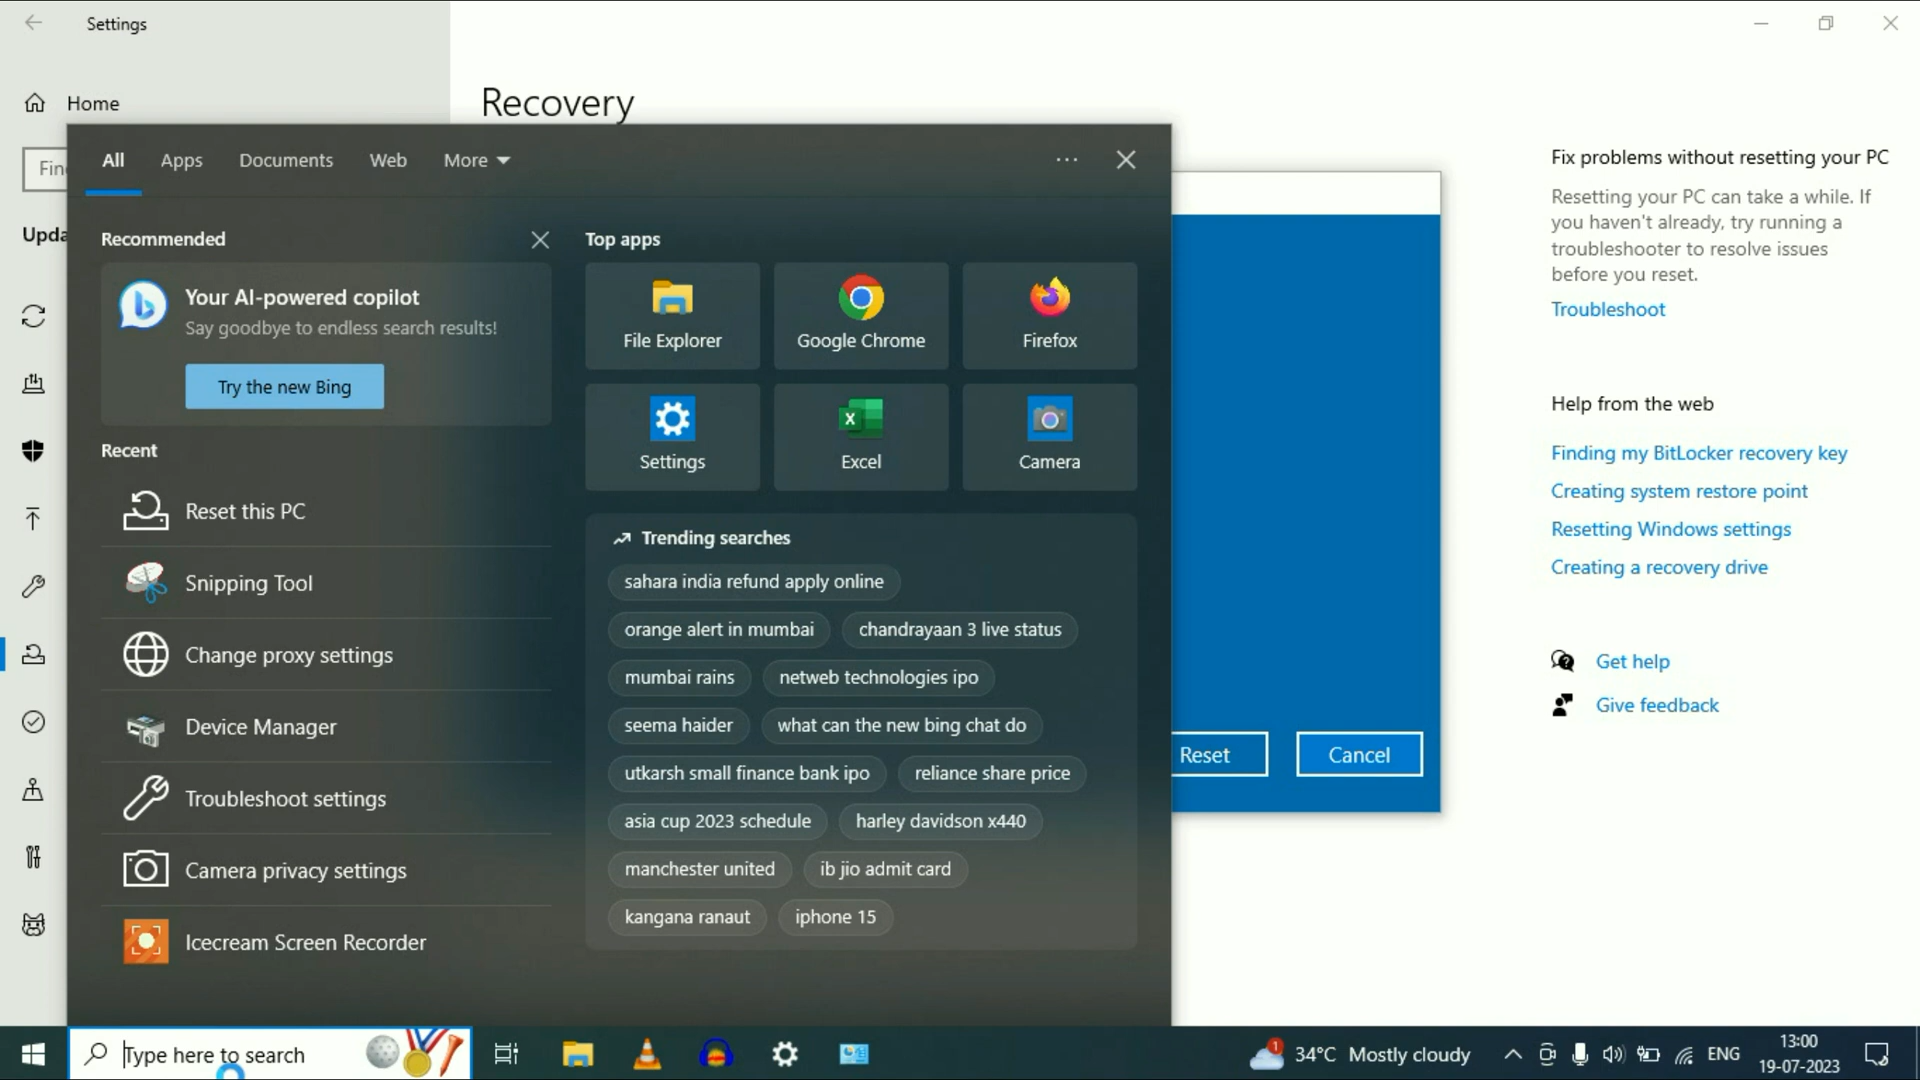 Settings
Home
Recovery
Fin
Upda
All Apps Documents Web More
Recommended
Your AI-powered copilot
Say goodbye to endless search results!
Try the new Bing
Recent
Reset this PC
Snipping Tool
Change proxy settings
Device Manager
Troubleshoot settings
Camera privacy settings
Icecream Screen Recorder
Top apps
File Explorer Google Chrome Firefox
Settings Excel Camera
Trending searches
sahara india refund apply online
orange alert in mumbai chandrayaan 3 live status
mumbai rains netweb technologies ipo
seema haider what can the new bing chat do
utkarsh small finance bank ipo reliance share price
asia cup 2023 schedule harley davidson x440
manchester united ib jio admit card
kangana ranaut iphone 15
Reset Cancel
Fix problems without resetting your PC
Resetting your PC can take a while. If
you haven't already, try running a
troubleshooter to resolve issues
before you reset.
Troubleshoot
Help from the web
Finding my BitLocker recovery key
Creating system restore point
Resetting Windows settings
Creating a recovery drive
Get help
Give feedback
Type here to search
1
34°C Mostly cloudy
ENG
13:00
19-07-2023